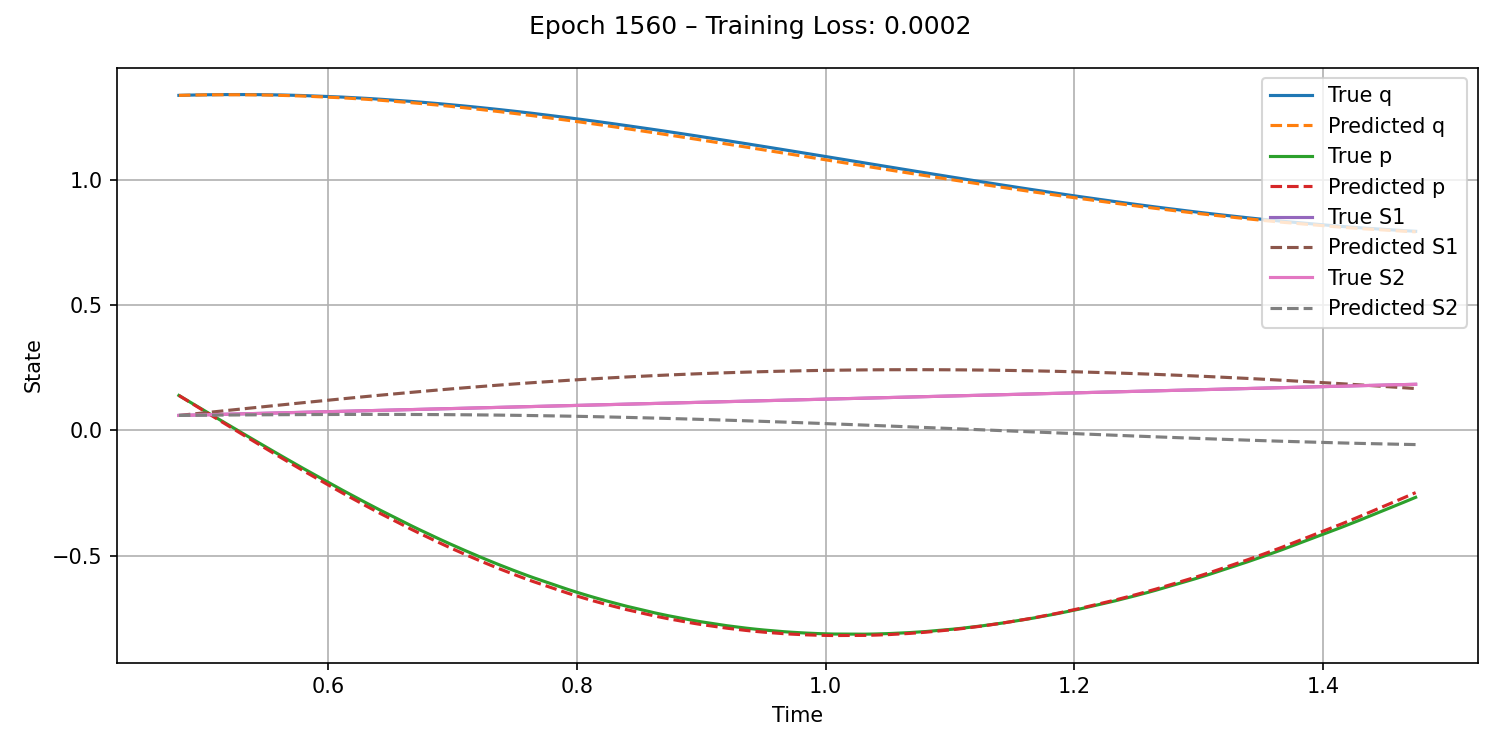 Epoch 1560 – Training Loss: 0.0002
True q
Predicted q
True p
Predicted p
True S1
Predicted S1
True S2
Predicted S2
1.0
0.5
0.0
−0.5
State
0.6
0.8
1.0
1.2
1.4
Time